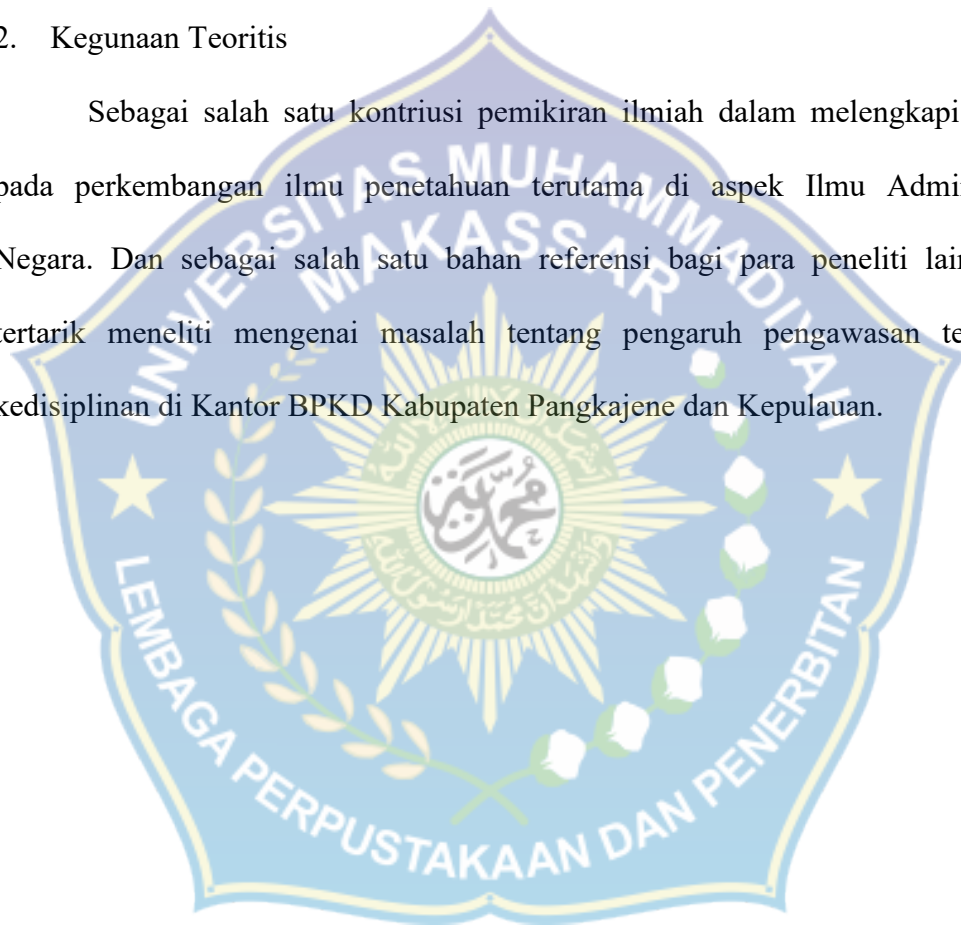 2. Kegunaan Teoritis
Sebagai salah satu kontriusi pemikiran ilmiah dalam melengkapi
pada perkembangan ilmu penetahuan terutama di aspek Ilmu Admi
Negara. Dan sebagai salah satu bahan referensi bagi para peneliti lain
tertarik meneliti mengenai masalah tentang pengaruh pengawasan te
kedisiplinan di Kantor BPKD Kabupaten Pangkajene dan Kepulauan.
UNIVERSITAS MUHAMMADIYAH
MAKASSAR
LEMBAGA PERPUSTAKAAN DAN PENERBITAN